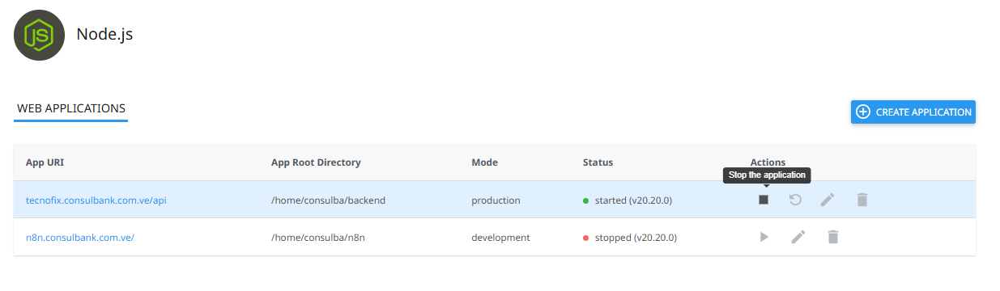 JS
Node.js
WEB APPLICATIONS
CREATE APPLICATION
App URI App Root Directory Mode Status Actions
Stop the application
tecnofix.consulbank.com.ve/api /home/consulba/backend production started (v20.20.0)
n8n.consulbank.com.ve/ /home/consulba/n8n development stopped (v20.20.0)